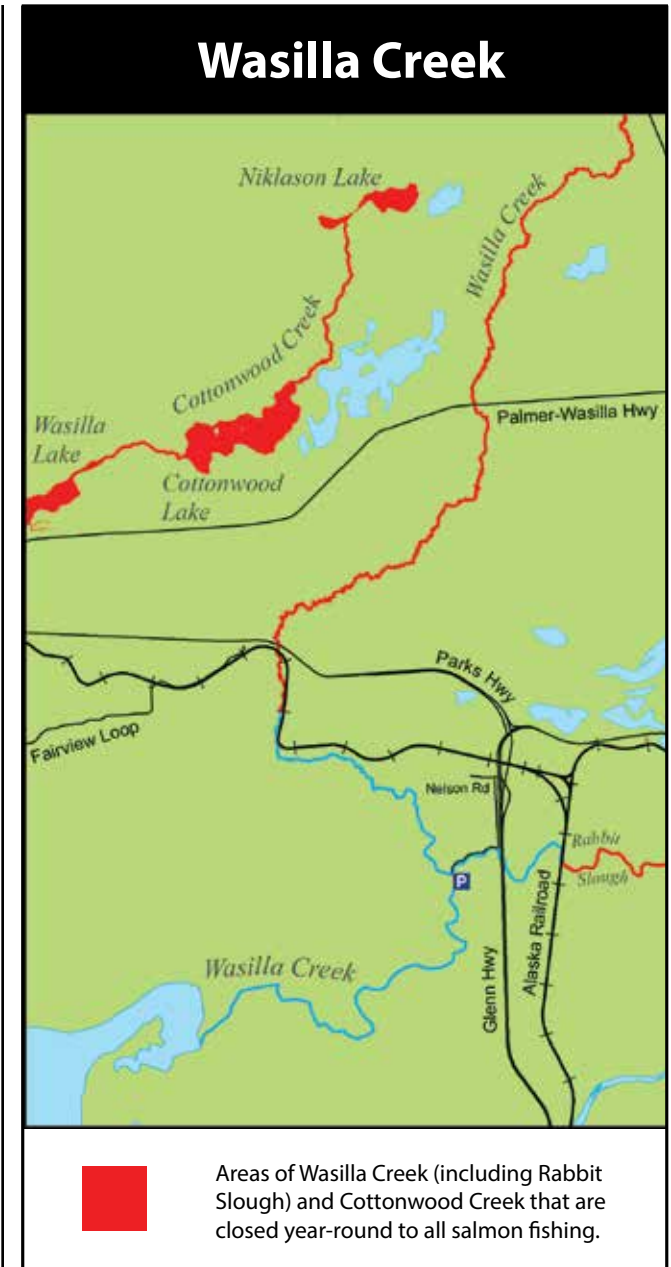 Wasilla Creek
Niklason Lake
Wasilla Creek
Cottonwood Creek
Palmer-Wasilla Hwy
Wasilla
Lake
Cottonwood
Lake
Parks Hwy
Fairview Loop
Nelson Rd
Rabbit
Slough
P
Alaska Railroad
Glenn Hwy
Wasilla Creek
Areas of Wasilla Creek (including Rabbit
Slough) and Cottonwood Creek that are
closed year-round to all salmon fishing.